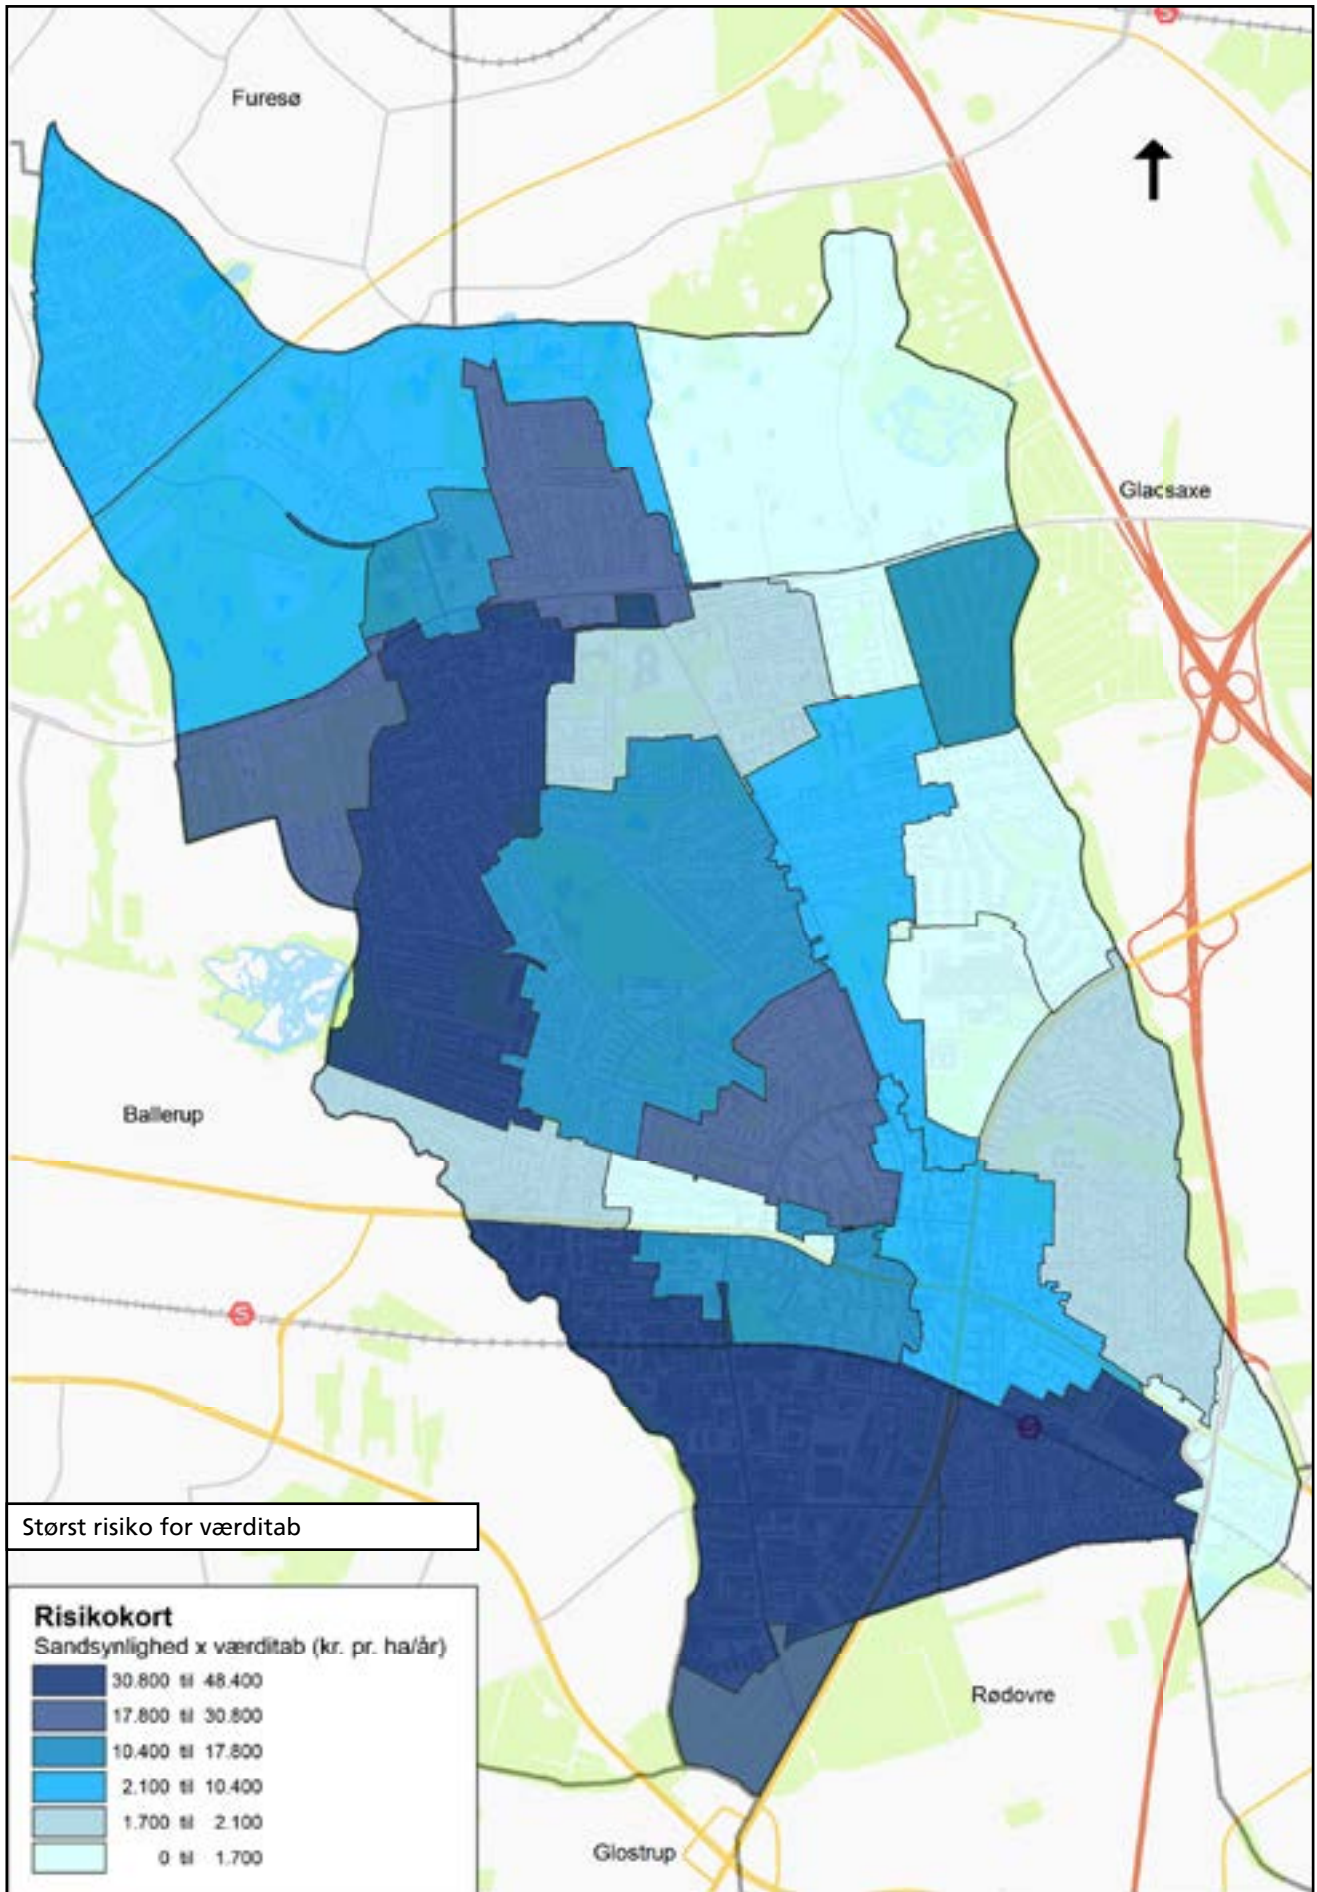 S
Furesø
Gladsaxe
Ballerup
S
S
Størst risiko for værditab
Risikokort
Sandsynlighed x værditab (kr. pr. ha/år)
30.800 til 48.400
17.800 til 30.800
10.400 til 17.800
2.100 til 10.400
1.700 til 2.100
0 til 1.700
Rødovre
Glostrup